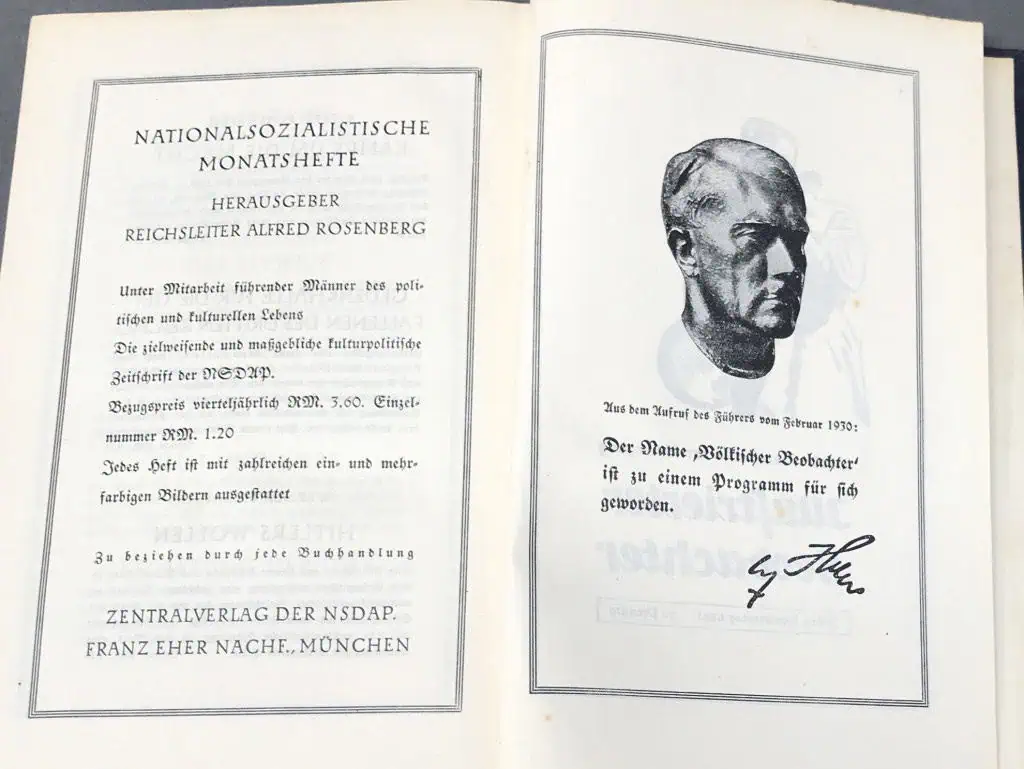 NATIONALSOZIALISTISCHE
MONATSHEFTE
HERAUSGEBER
REICHSLEITER ALFRED ROSENBERG
Unter Mitarbeit führender Männer des poli-
tischen und kulturellen Lebens
Die zielweisende und maßgebliche kulturpolitische
Zeitschrift der NSDAP.
Bezugspreis vierteljährlich RM. 3.60. Einzel-
nummer RM. 1.20
Jedes Heft ist mit zahlreichen ein- und mehr-
farbigen Bildern ausgestattet
Zu beziehen durch jede Buchhandlung
ZENTRALVERLAG DER NSDAP.
FRANZ EHER NACHF., MÜNCHEN
Aus dem Aufruf des Führers vom Februar 1930:
Der Name „Völkischer Beobachter'
ist zu einem Programm für sich
geworden.